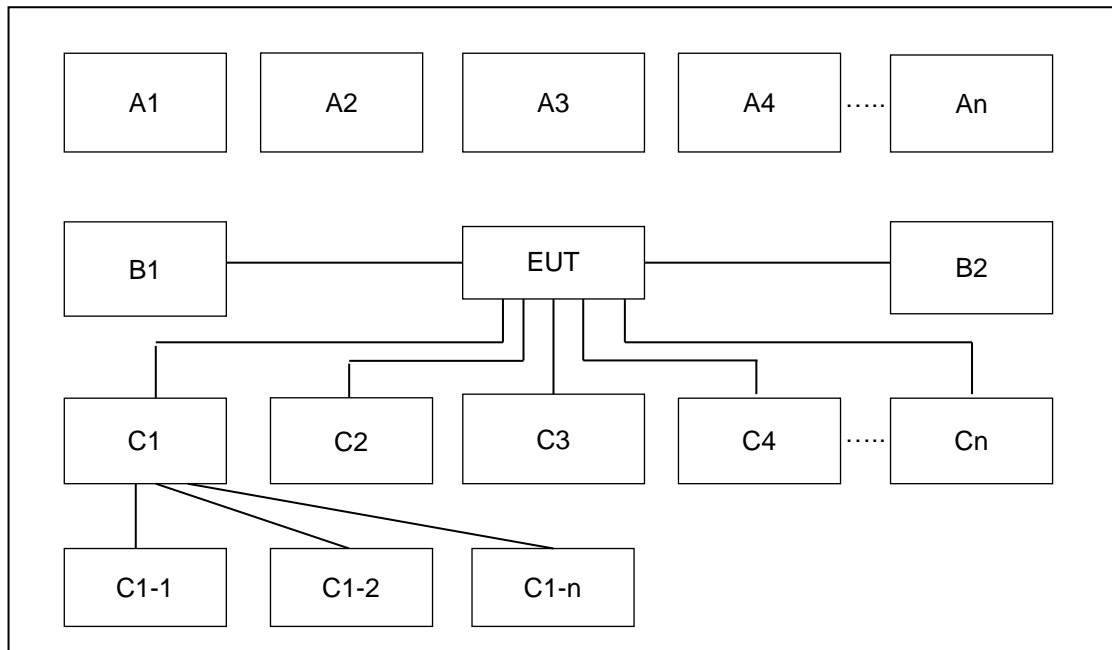 A1 A2 A3 A4 ..... An
B1 EUT B2
C1 C2 C3 C4 ..... Cn
C1-1 C1-2 C1-n